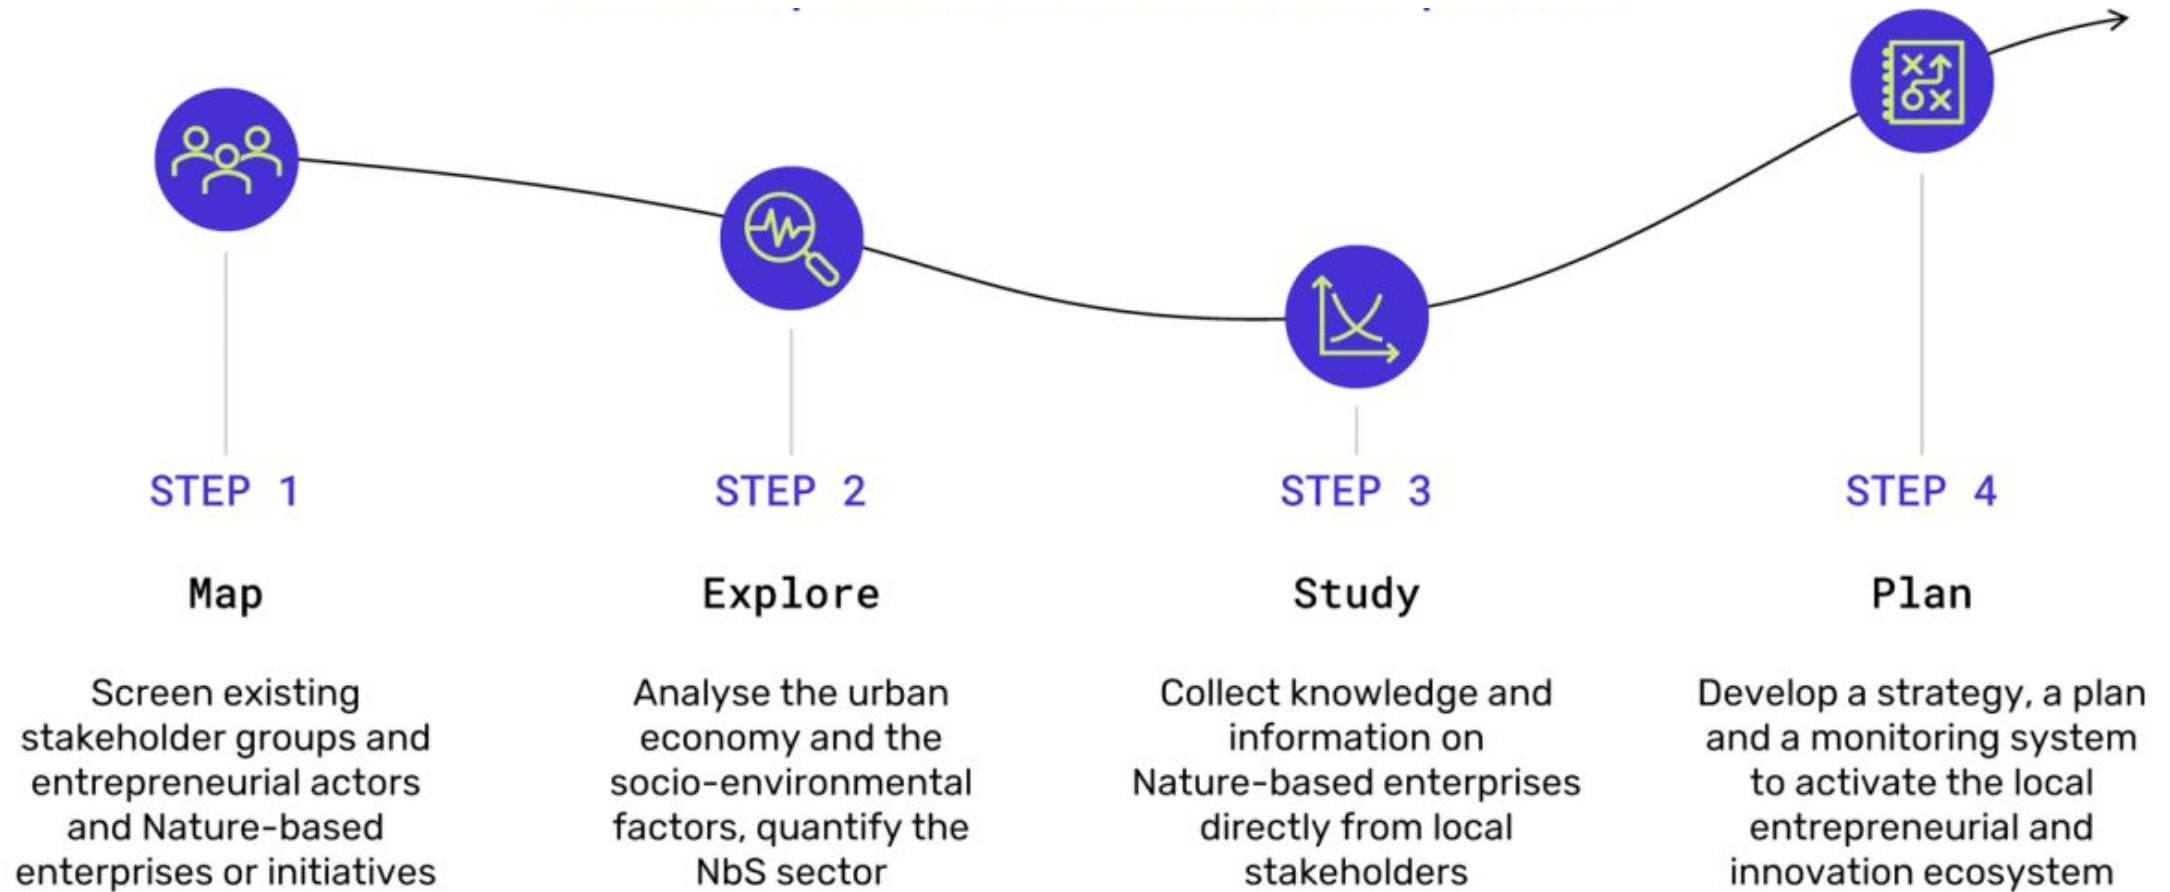 STEP 1
Map
Screen existing
stakeholder groups and
entrepreneurial actors
and Nature-based
enterprises or initiatives
STEP 2
Explore
Analyse the urban
economy and the
socio-environmental
factors, quantify the
NbS sector
STEP 3
Study
Collect knowledge and
information on
Nature-based enterprises
directly from local
stakeholders
STEP 4
Plan
Develop a strategy, a plan
and a monitoring system
to activate the local
entrepreneurial and
innovation ecosystem